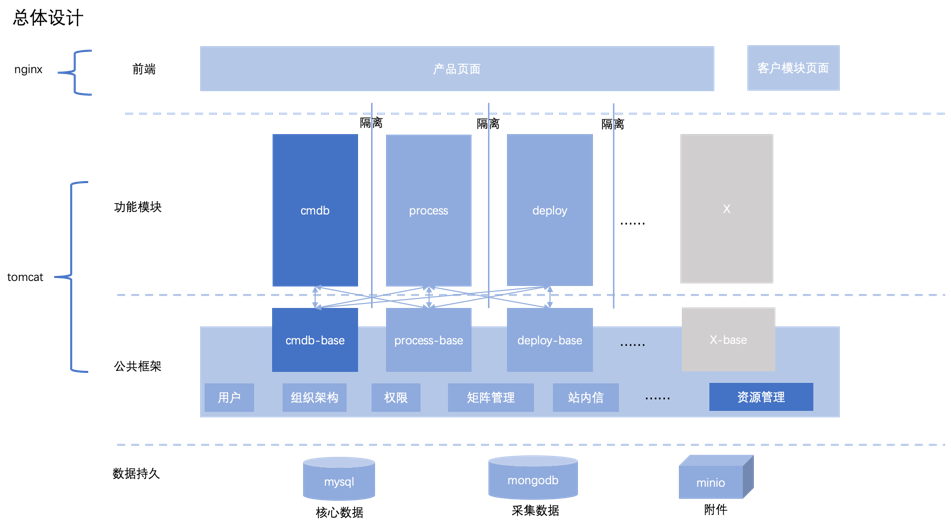 总体设计
nginx
前端
产品页面
客户模块页面
隔离
隔离
隔离
功能模块
cmdb
process
deploy
……
X
tomcat
公共框架
cmdb-base
process-base
deploy-base
……
X-base
用户
组织架构
权限
矩阵管理
站内信
……
资源管理
数据持久
mysql
mongodb
minio
核心数据
采集数据
附件